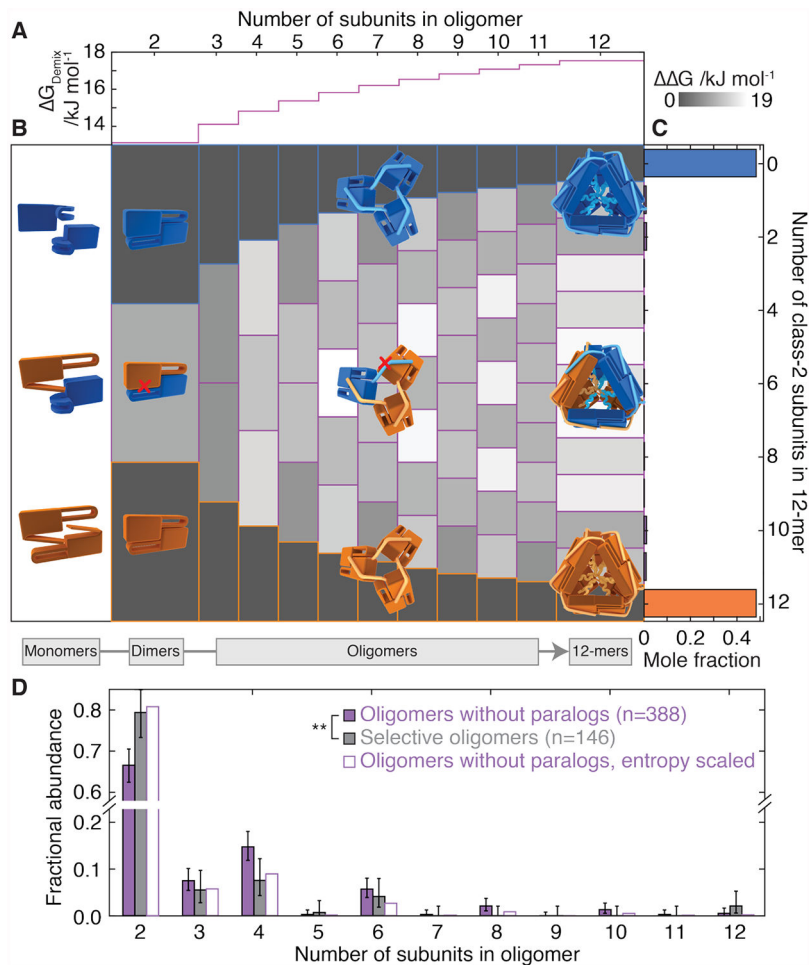 A
Number of subunits in oligomer
2 3 4 5 6 7 8 9 10 11 12
ΔG Demix /kJ mol-1
18
16
14
ΔΔG /kJ mol-1
0 19
B
C
0
2
4
6
8
10
12
Number of class-2 subunits in 12-mer
0 0.2 0.4
Mole fraction
Monomers Dimers Oligomers 12-mers
D
Fractional abundance
0.8
0.7
0.6
0.2
0.1
0.0
** Oligomers without paralogs (n=388)
Selective oligomers (n=146)
Oligomers without paralogs, entropy scaled
2 3 4 5 6 7 8 9 10 11 12
Number of subunits in oligomer